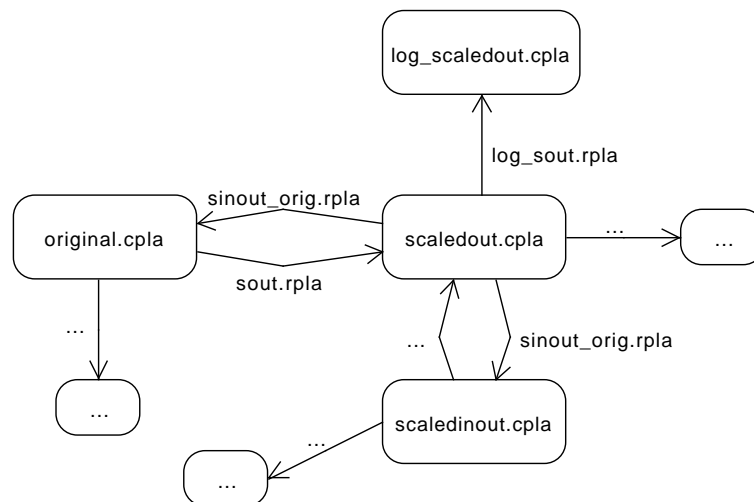 log_scaledout.cpla
log_sout.rpla
sinout_orig.rpla
original.cpla
scaledout.cpla
...
...
sout.rpla
...
...
sinout_orig.rpla
...
scaledinout.cpla
...
...